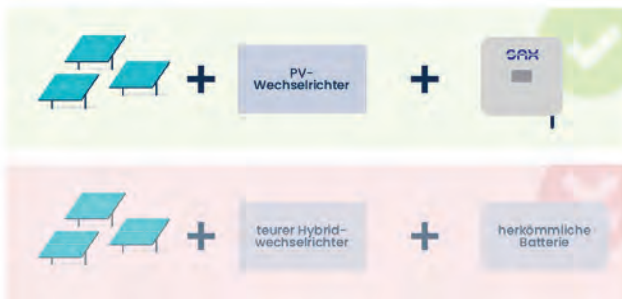 SAX
PV-
Wechselrichter
teurer Hybrid-
wechselrichter
herkömmliche
Batterie